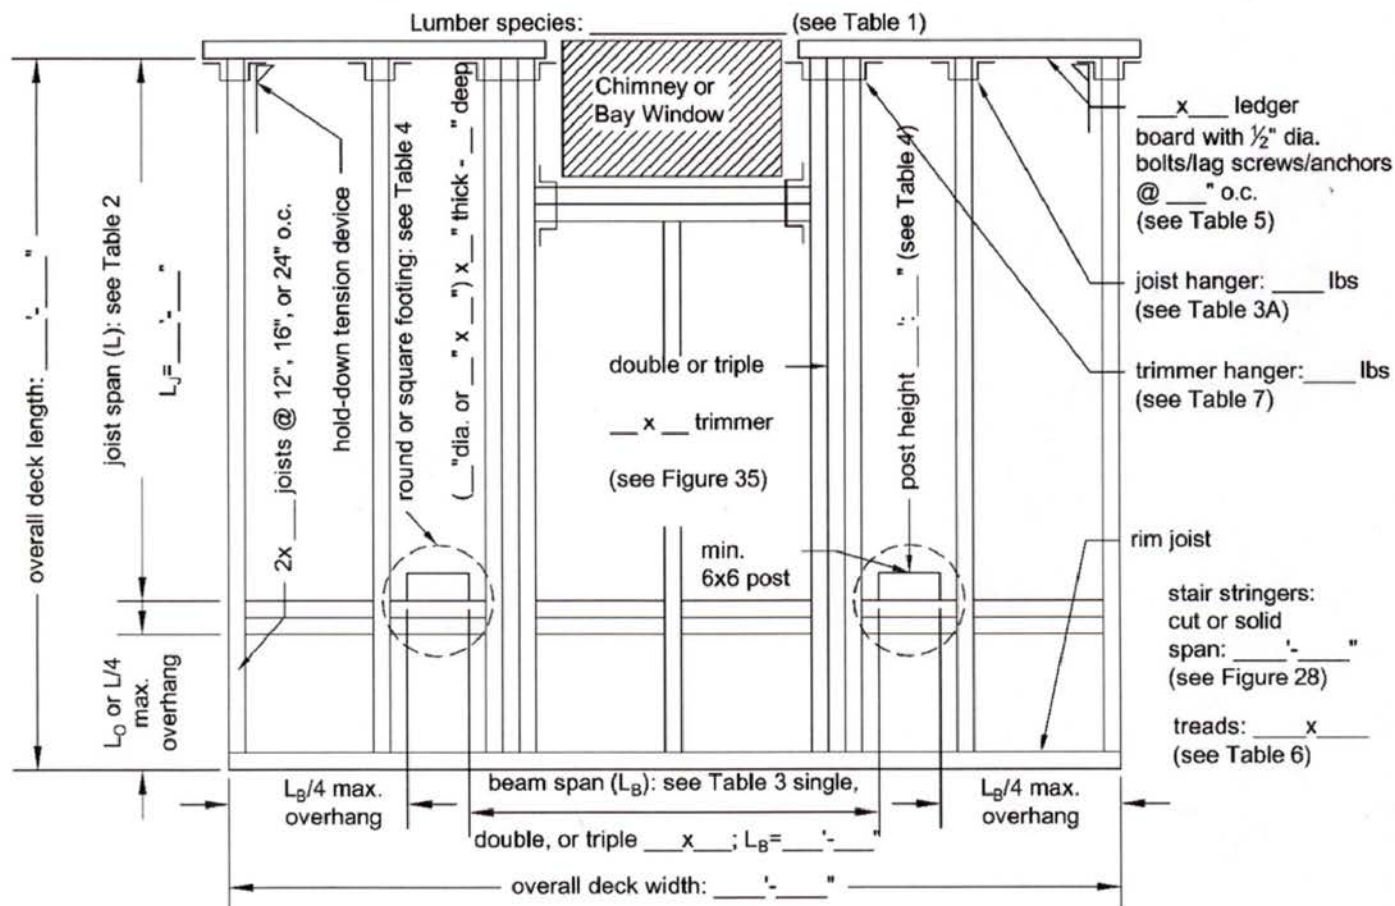 Lumber species: ____________ (see Table 1)
Chimney or
Bay Window
___x___ ledger
board with ½" dia.
bolts/lag screws/anchors
@ ___" o.c.
(see Table 5)
joist hanger: ____ lbs
(see Table 3A)
trimmer hanger:____ lbs
(see Table 7)
overall deck length: ____'-____"
joist span (L): see Table 2
LJ= ___'-___"
2x ___ joists @ 12", 16", or 24" o.c.
hold-down tension device
round or square footing: see Table 4
(__"dia. or __" x __") x__" thick - __" deep
double or triple
__ x __ trimmer
(see Figure 35)
post height ___':___" (see Table 4)
min.
6x6 post
rim joist
stair stringers:
cut or solid
span: ____'-____"
(see Figure 28)
treads: ____x____
(see Table 6)
LO or L/4
max.
overhang
LB/4 max.
overhang
beam span (LB): see Table 3 single,
double, or triple ___x___; LB=___'-___"
LB/4 max.
overhang
overall deck width: ____'-____"